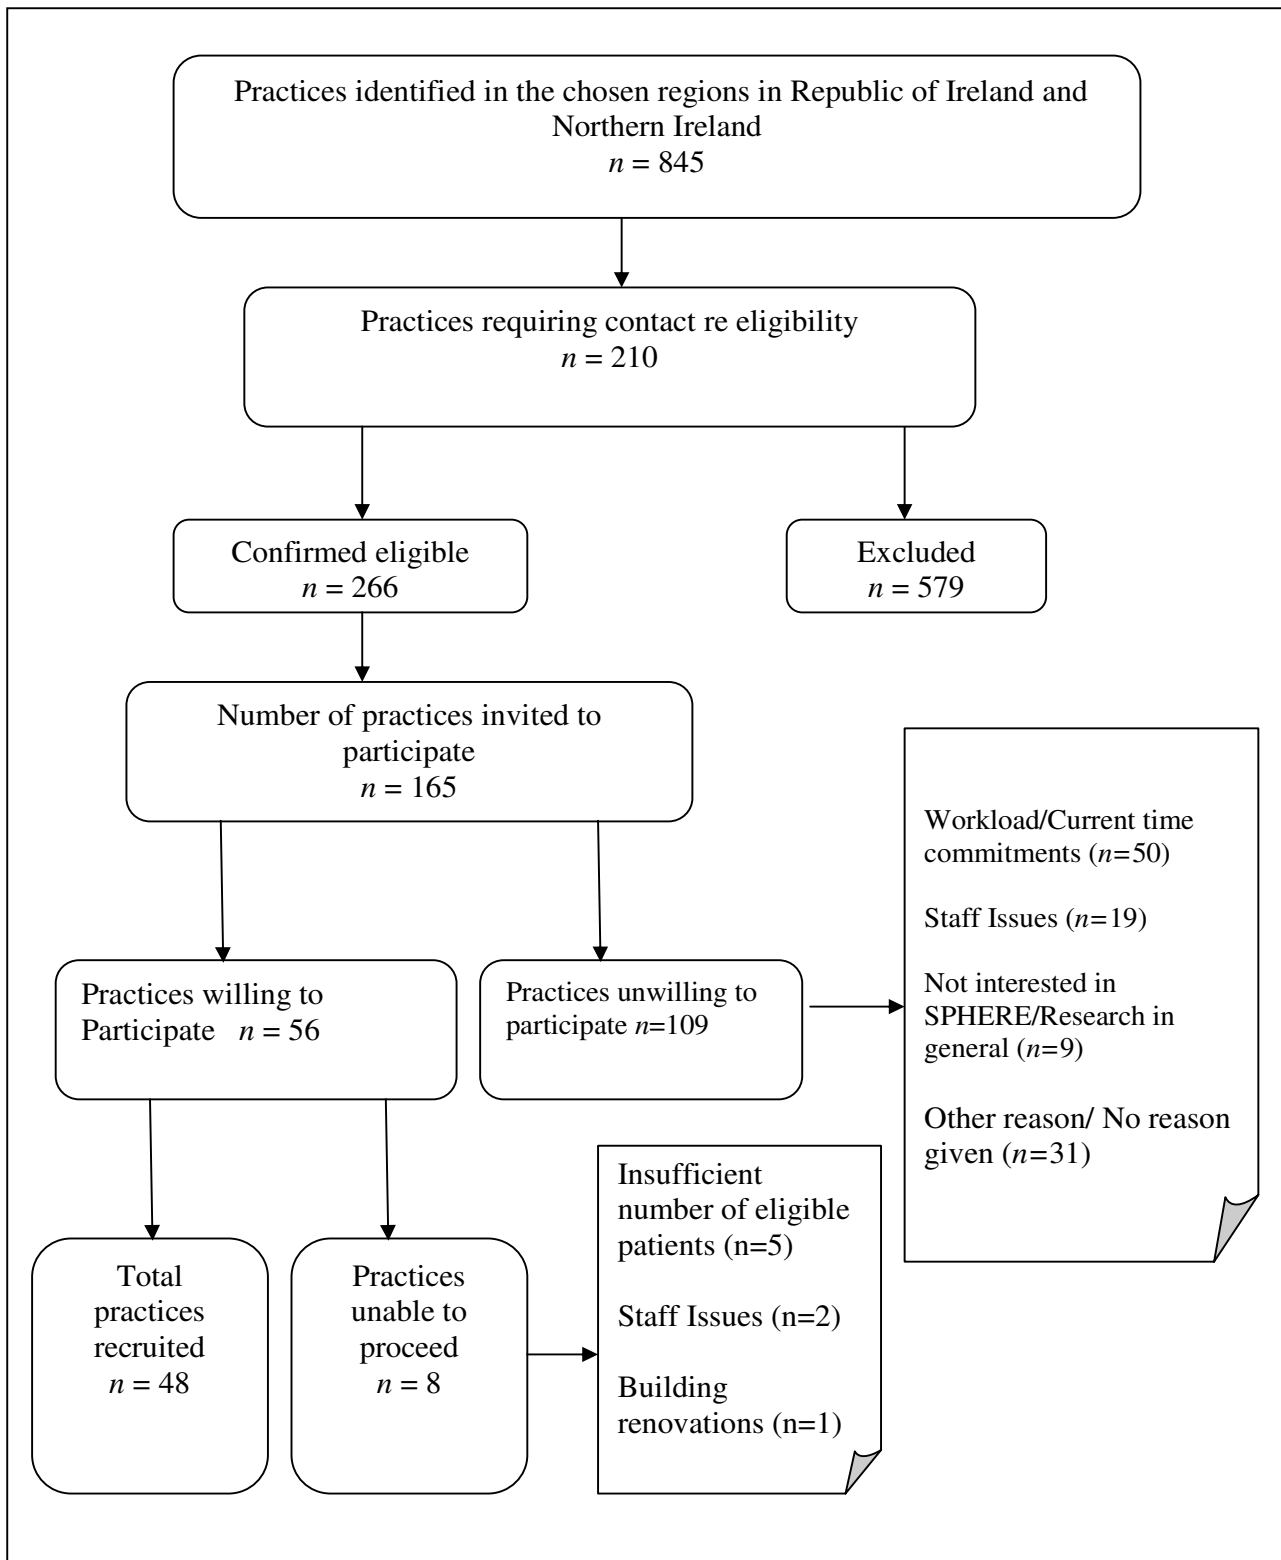 Practices identified in the chosen regions in Republic of Ireland and
Northern Ireland
n = 845
Practices requiring contact re eligibility
n = 210
Confirmed eligible
n = 266
Excluded
n = 579
Number of practices invited to
participate
n = 165
Practices willing to
Participate n = 56
Practices unwilling to
participate n=109
Workload/Current time
commitments (n=50)
Staff Issues (n=19)
Not interested in
SPHERE/Research in
general (n=9)
Other reason/ No reason
given (n=31)
Total
practices
recruited
n = 48
Practices
unable to
proceed
n = 8
Insufficient
number of eligible
patients (n=5)
Staff Issues (n=2)
Building
renovations (n=1)